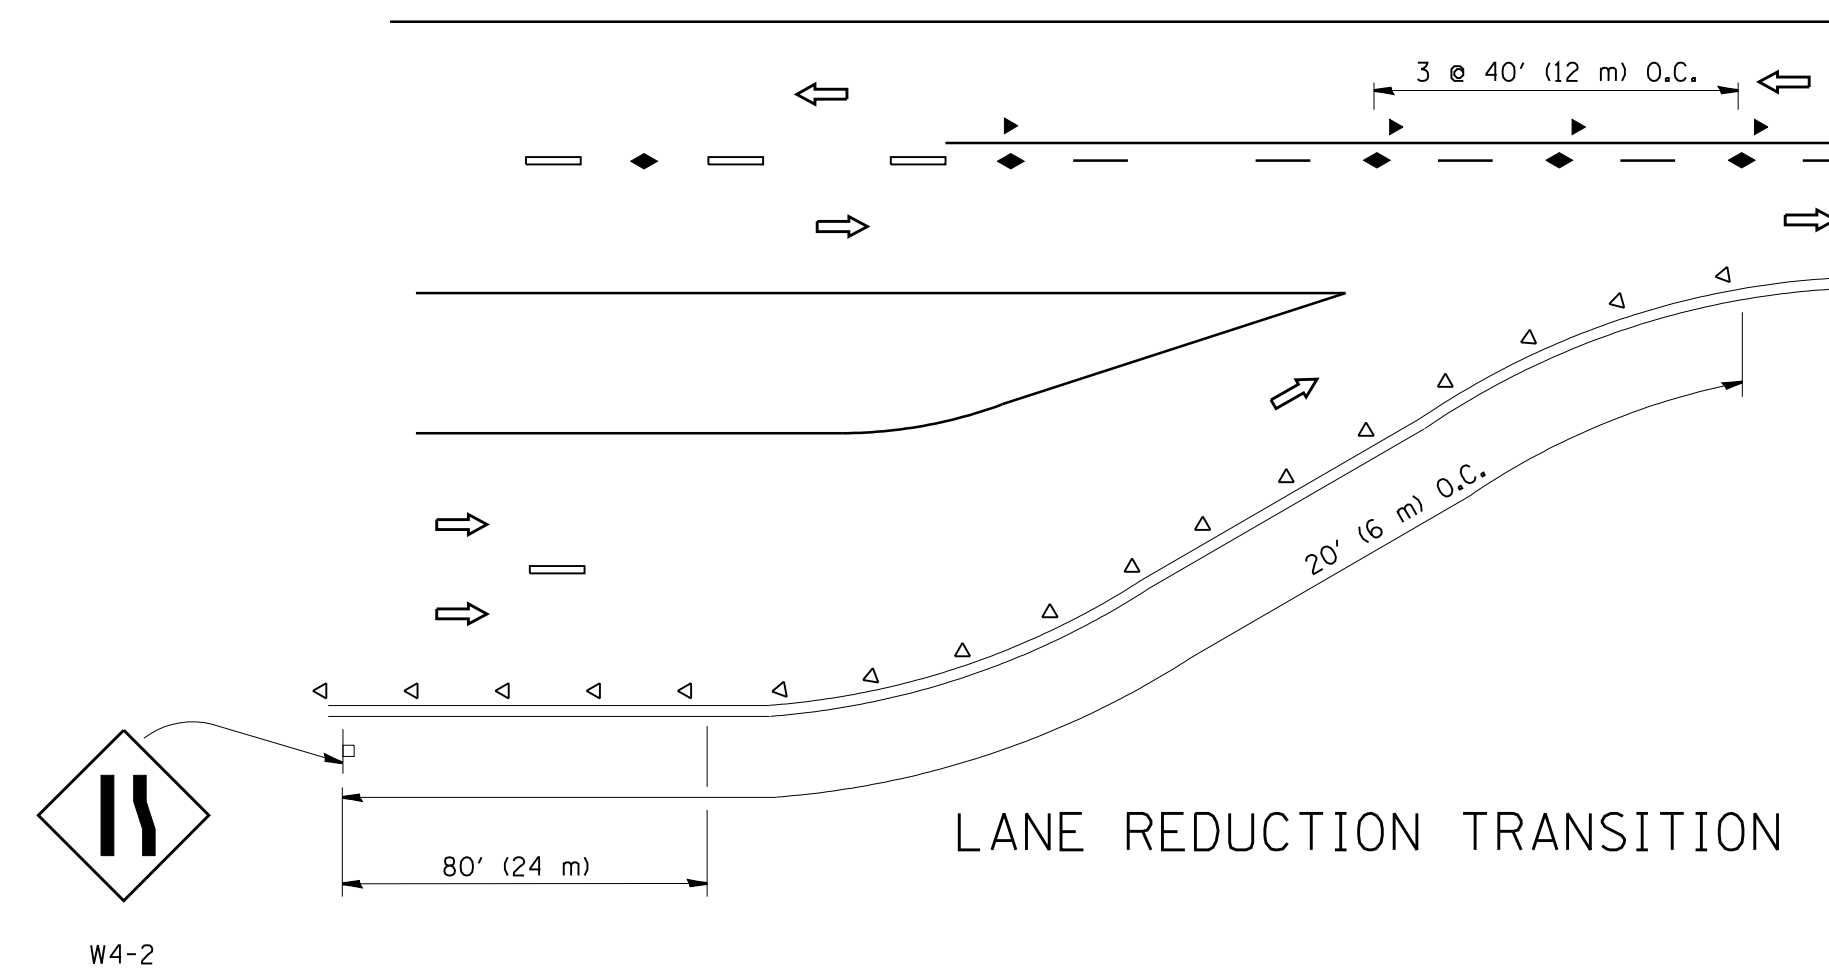 3 @ 40' (12 m) O.C.
20' (6 m) O.C.
LANE REDUCTION TRANSITION
80' (24 m)
W4-2